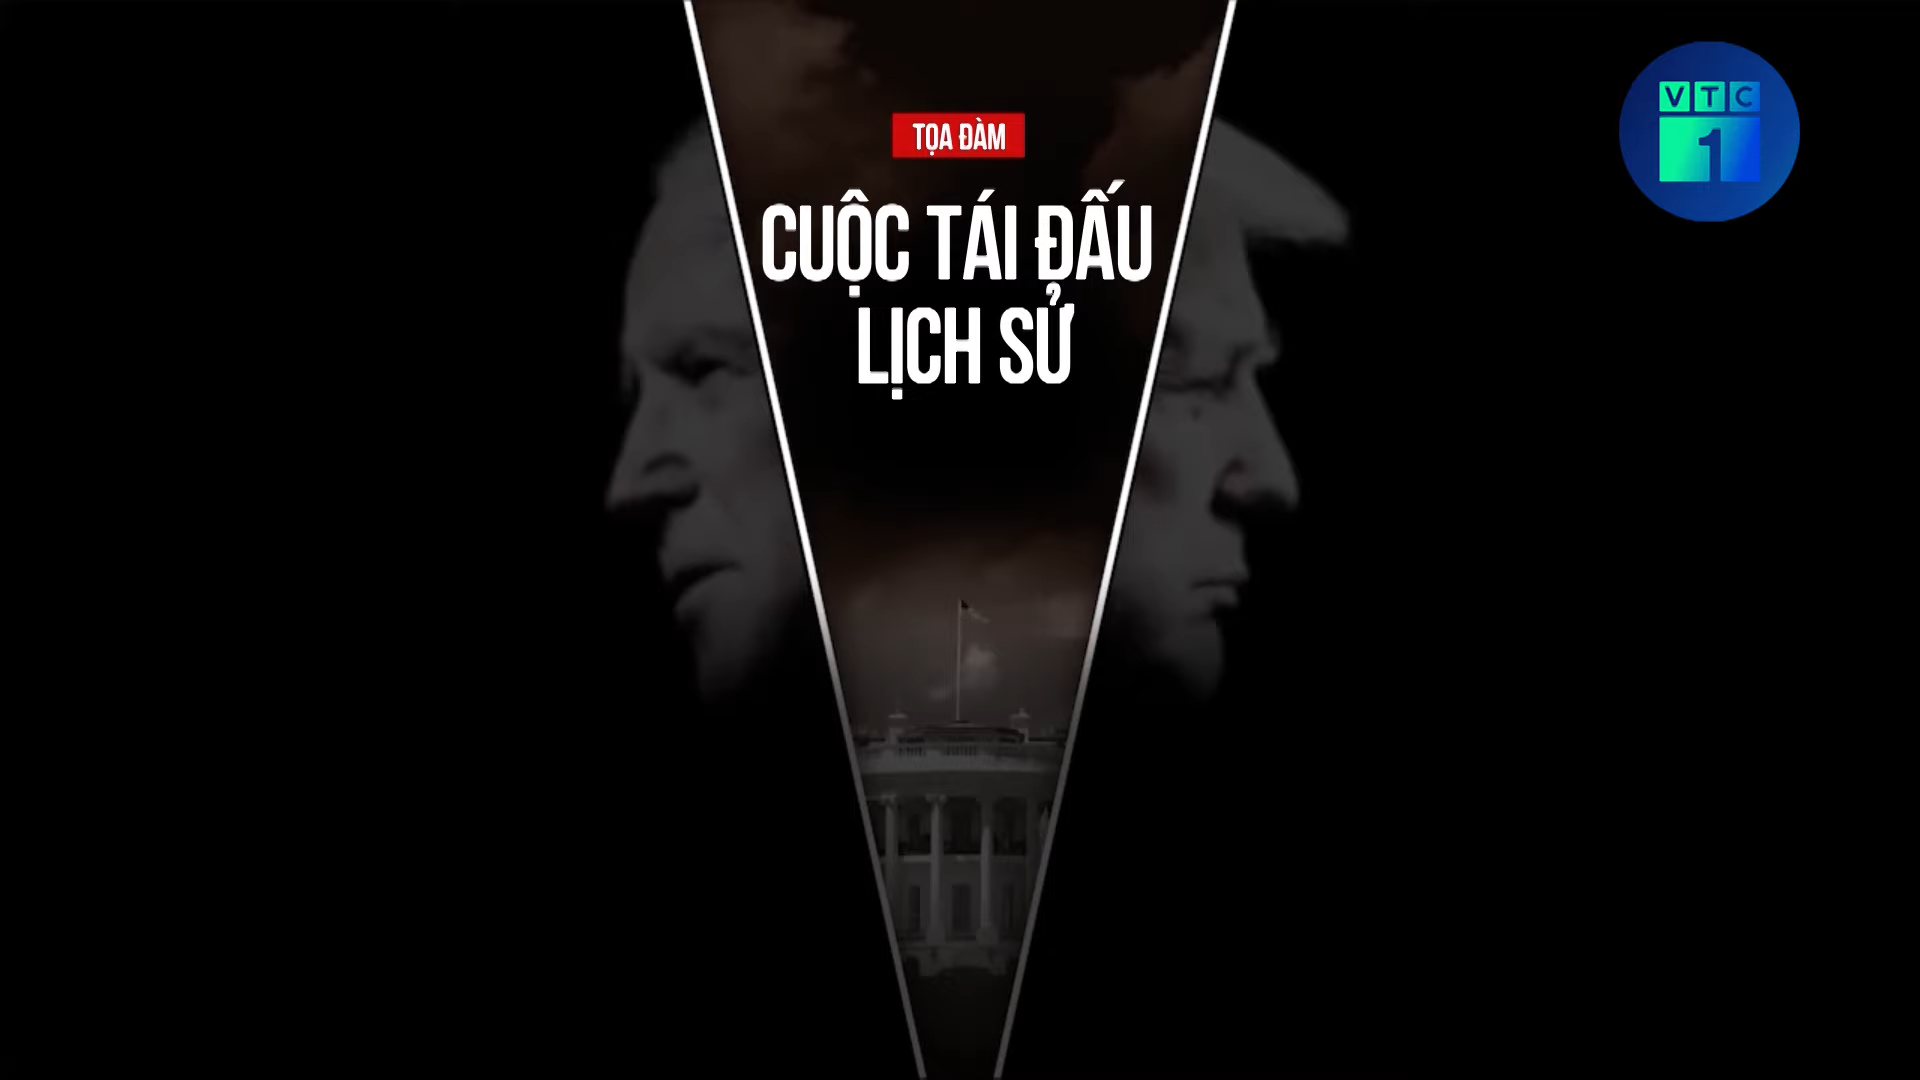 TỌA ĐÀM
CUỘC TÁI ĐẤU
LỊCH SỬ
VTC
1